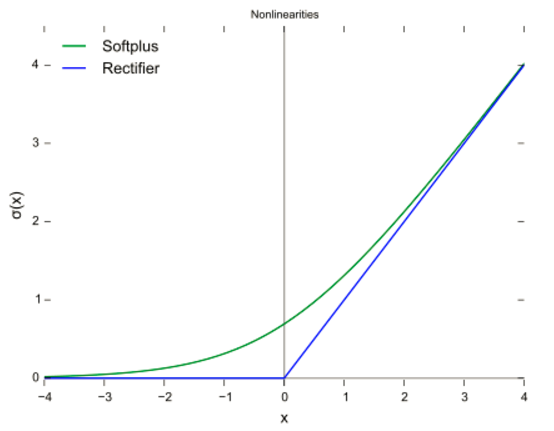 Nonlinearities
Softplus
Rectifier
4
3
2
1
0
σ(x)
−4 −3 −2 −1 0 1 2 3 4
x